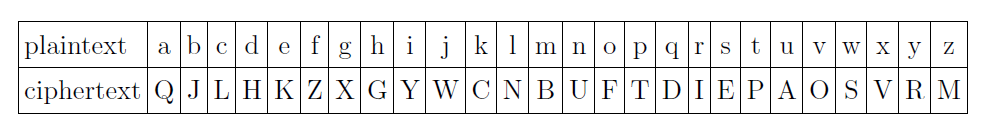 plaintext a b c d e f g h i j k l m n o p q r s t u v w x y z
ciphertext Q J L H K Z X G Y W C N B U F T D I E P A O S V R M